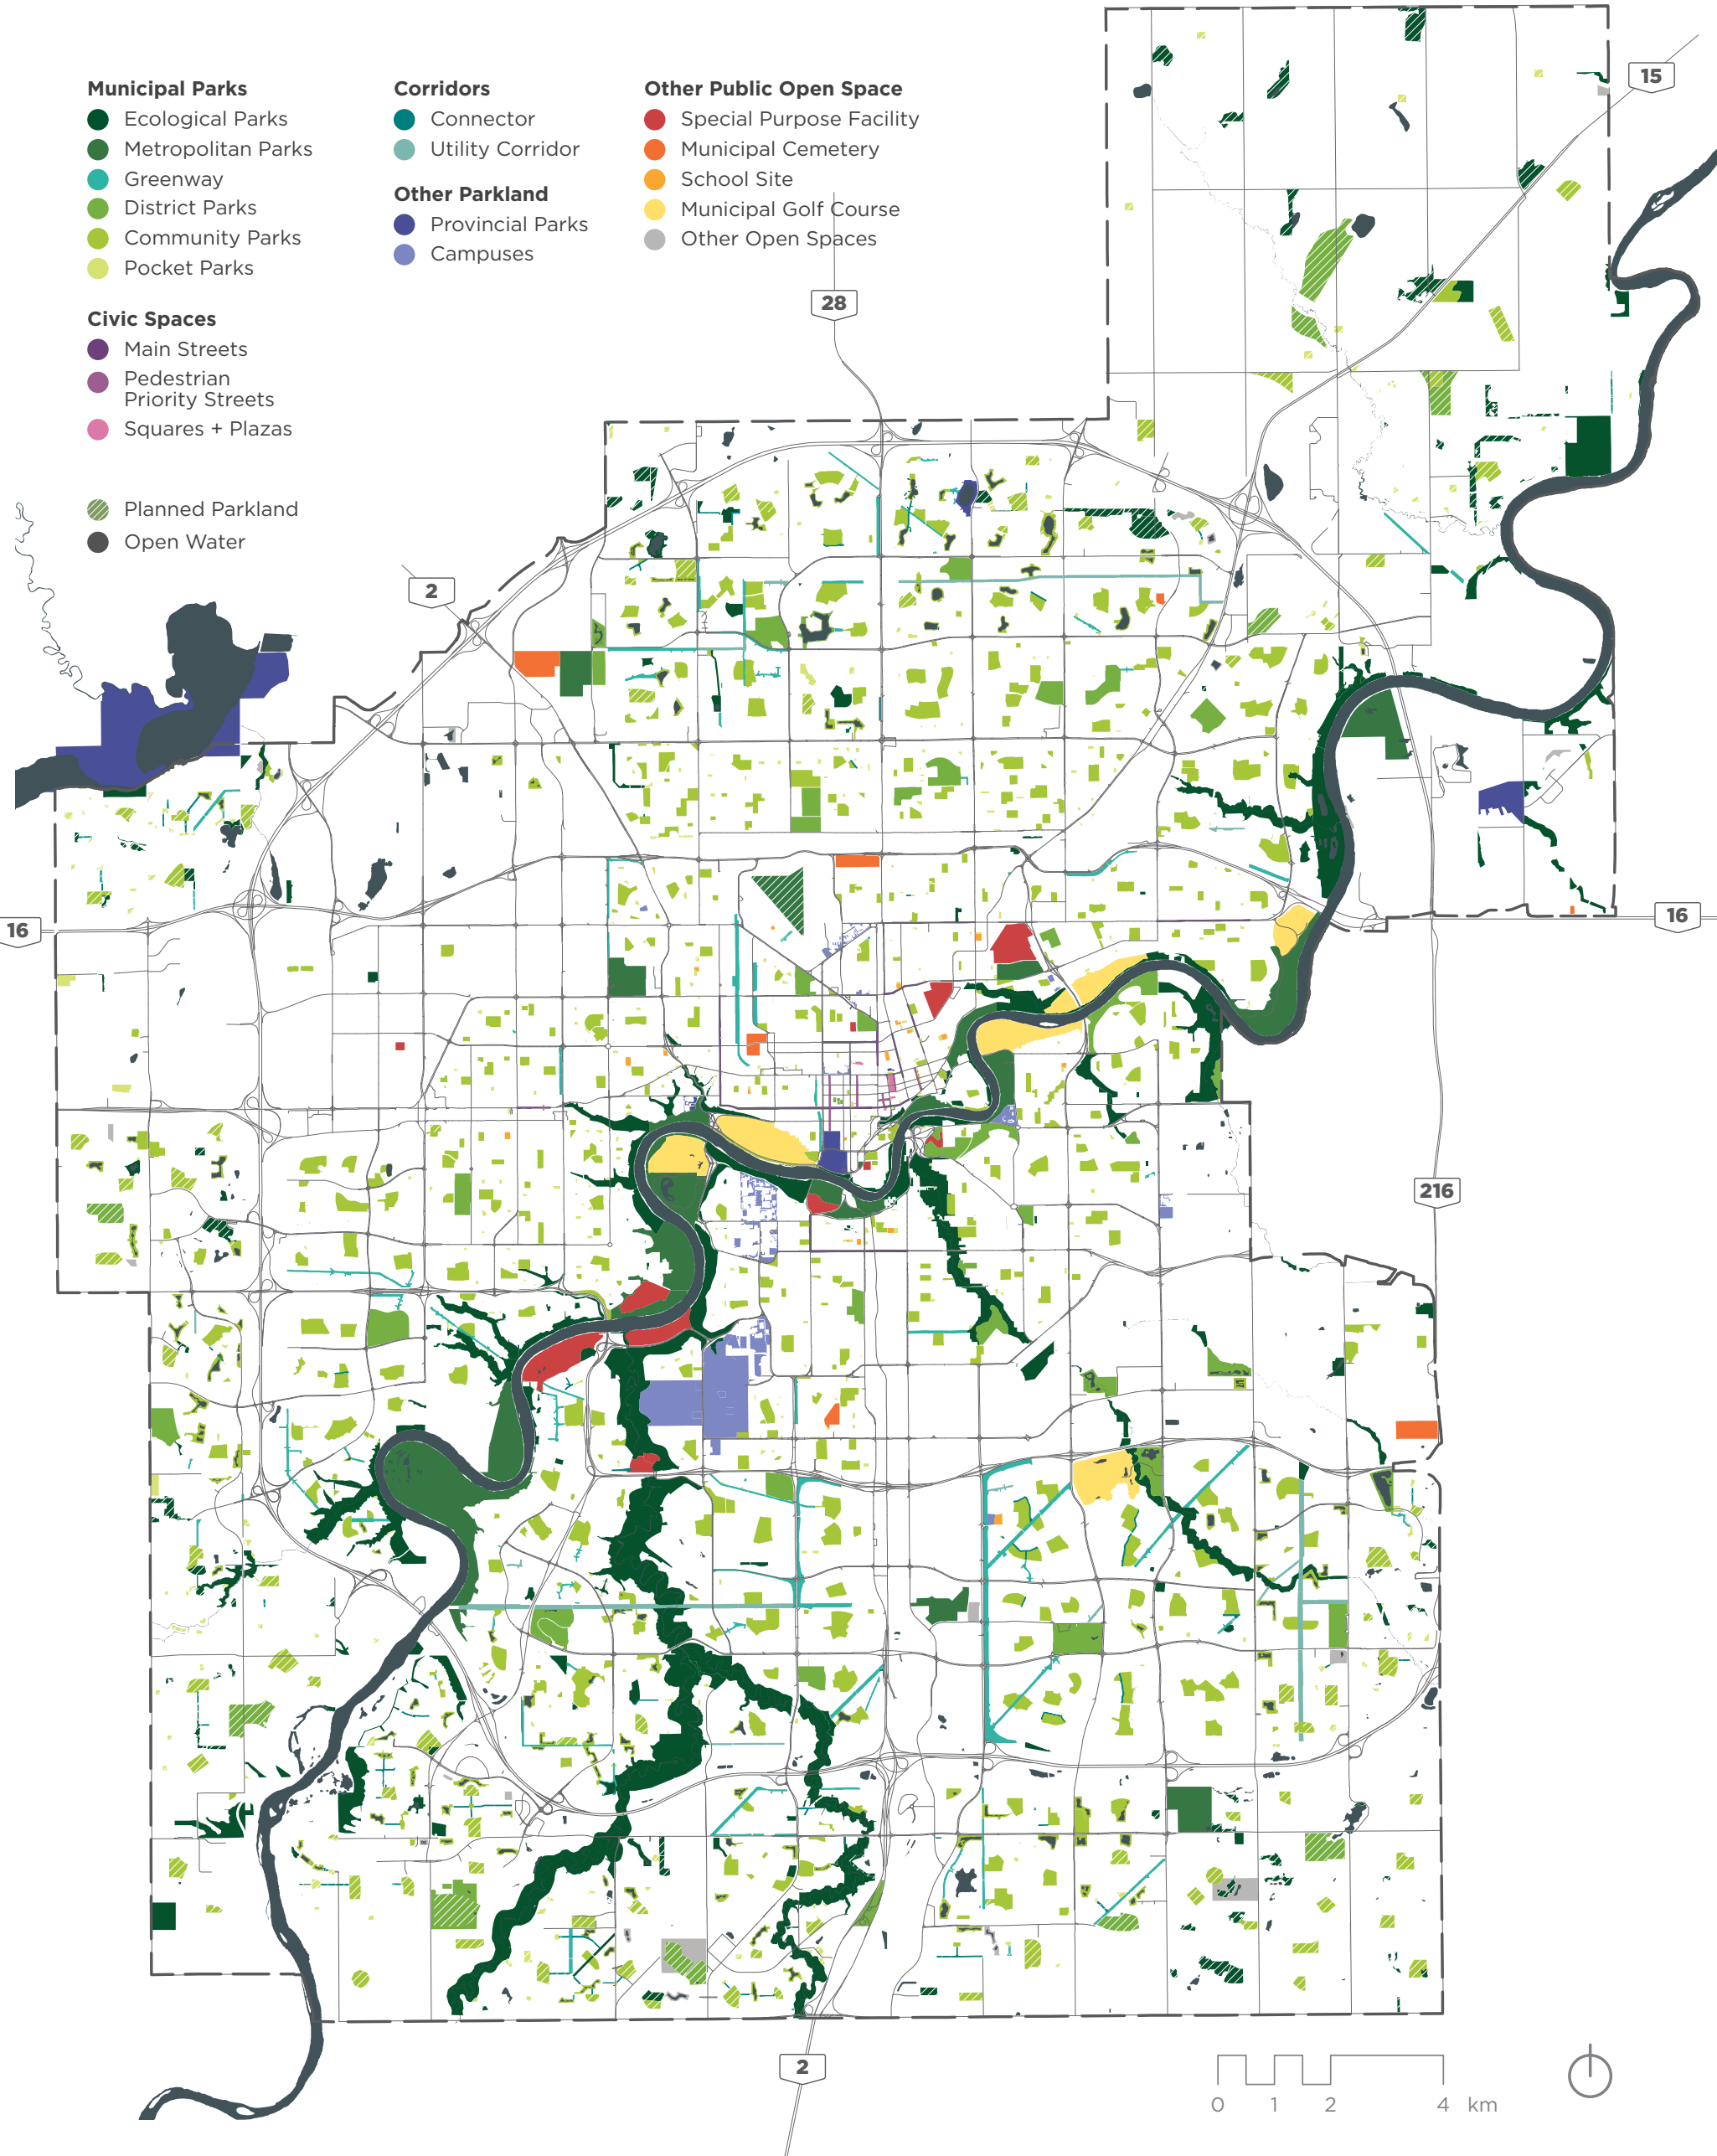 Municipal Parks
Ecological Parks
Metropolitan Parks
Greenway
District Parks
Community Parks
Pocket Parks
Civic Spaces
Main Streets
Pedestrian
Priority Streets
Squares + Plazas
Planned Parkland
Open Water
Corridors
Connector
Utility Corridor
Other Parkland
Provincial Parks
Campuses
Other Public Open Space
Special Purpose Facility
Municipal Cemetery
School Site
Municipal Golf Course
Other Open Spaces
15
28
2
16
16
216
2
0 1 2 4 km